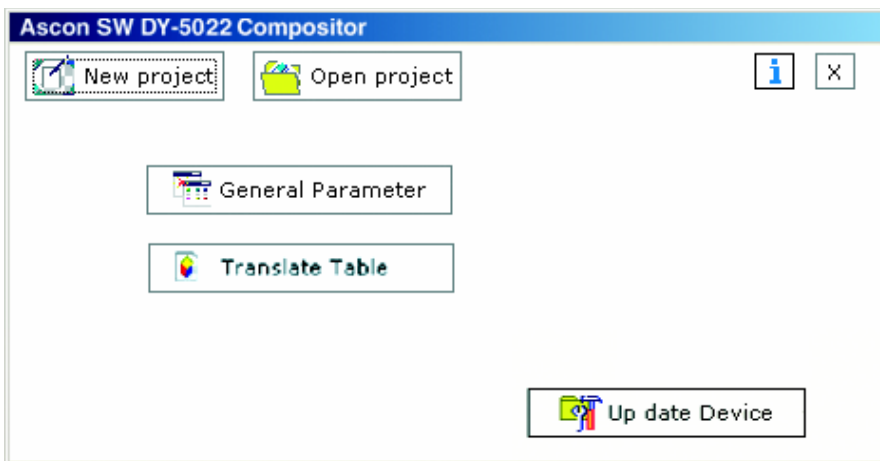 Ascon SW DY-5022 Compositor
New project Open project i X
General Parameter
Translate Table
Up date Device